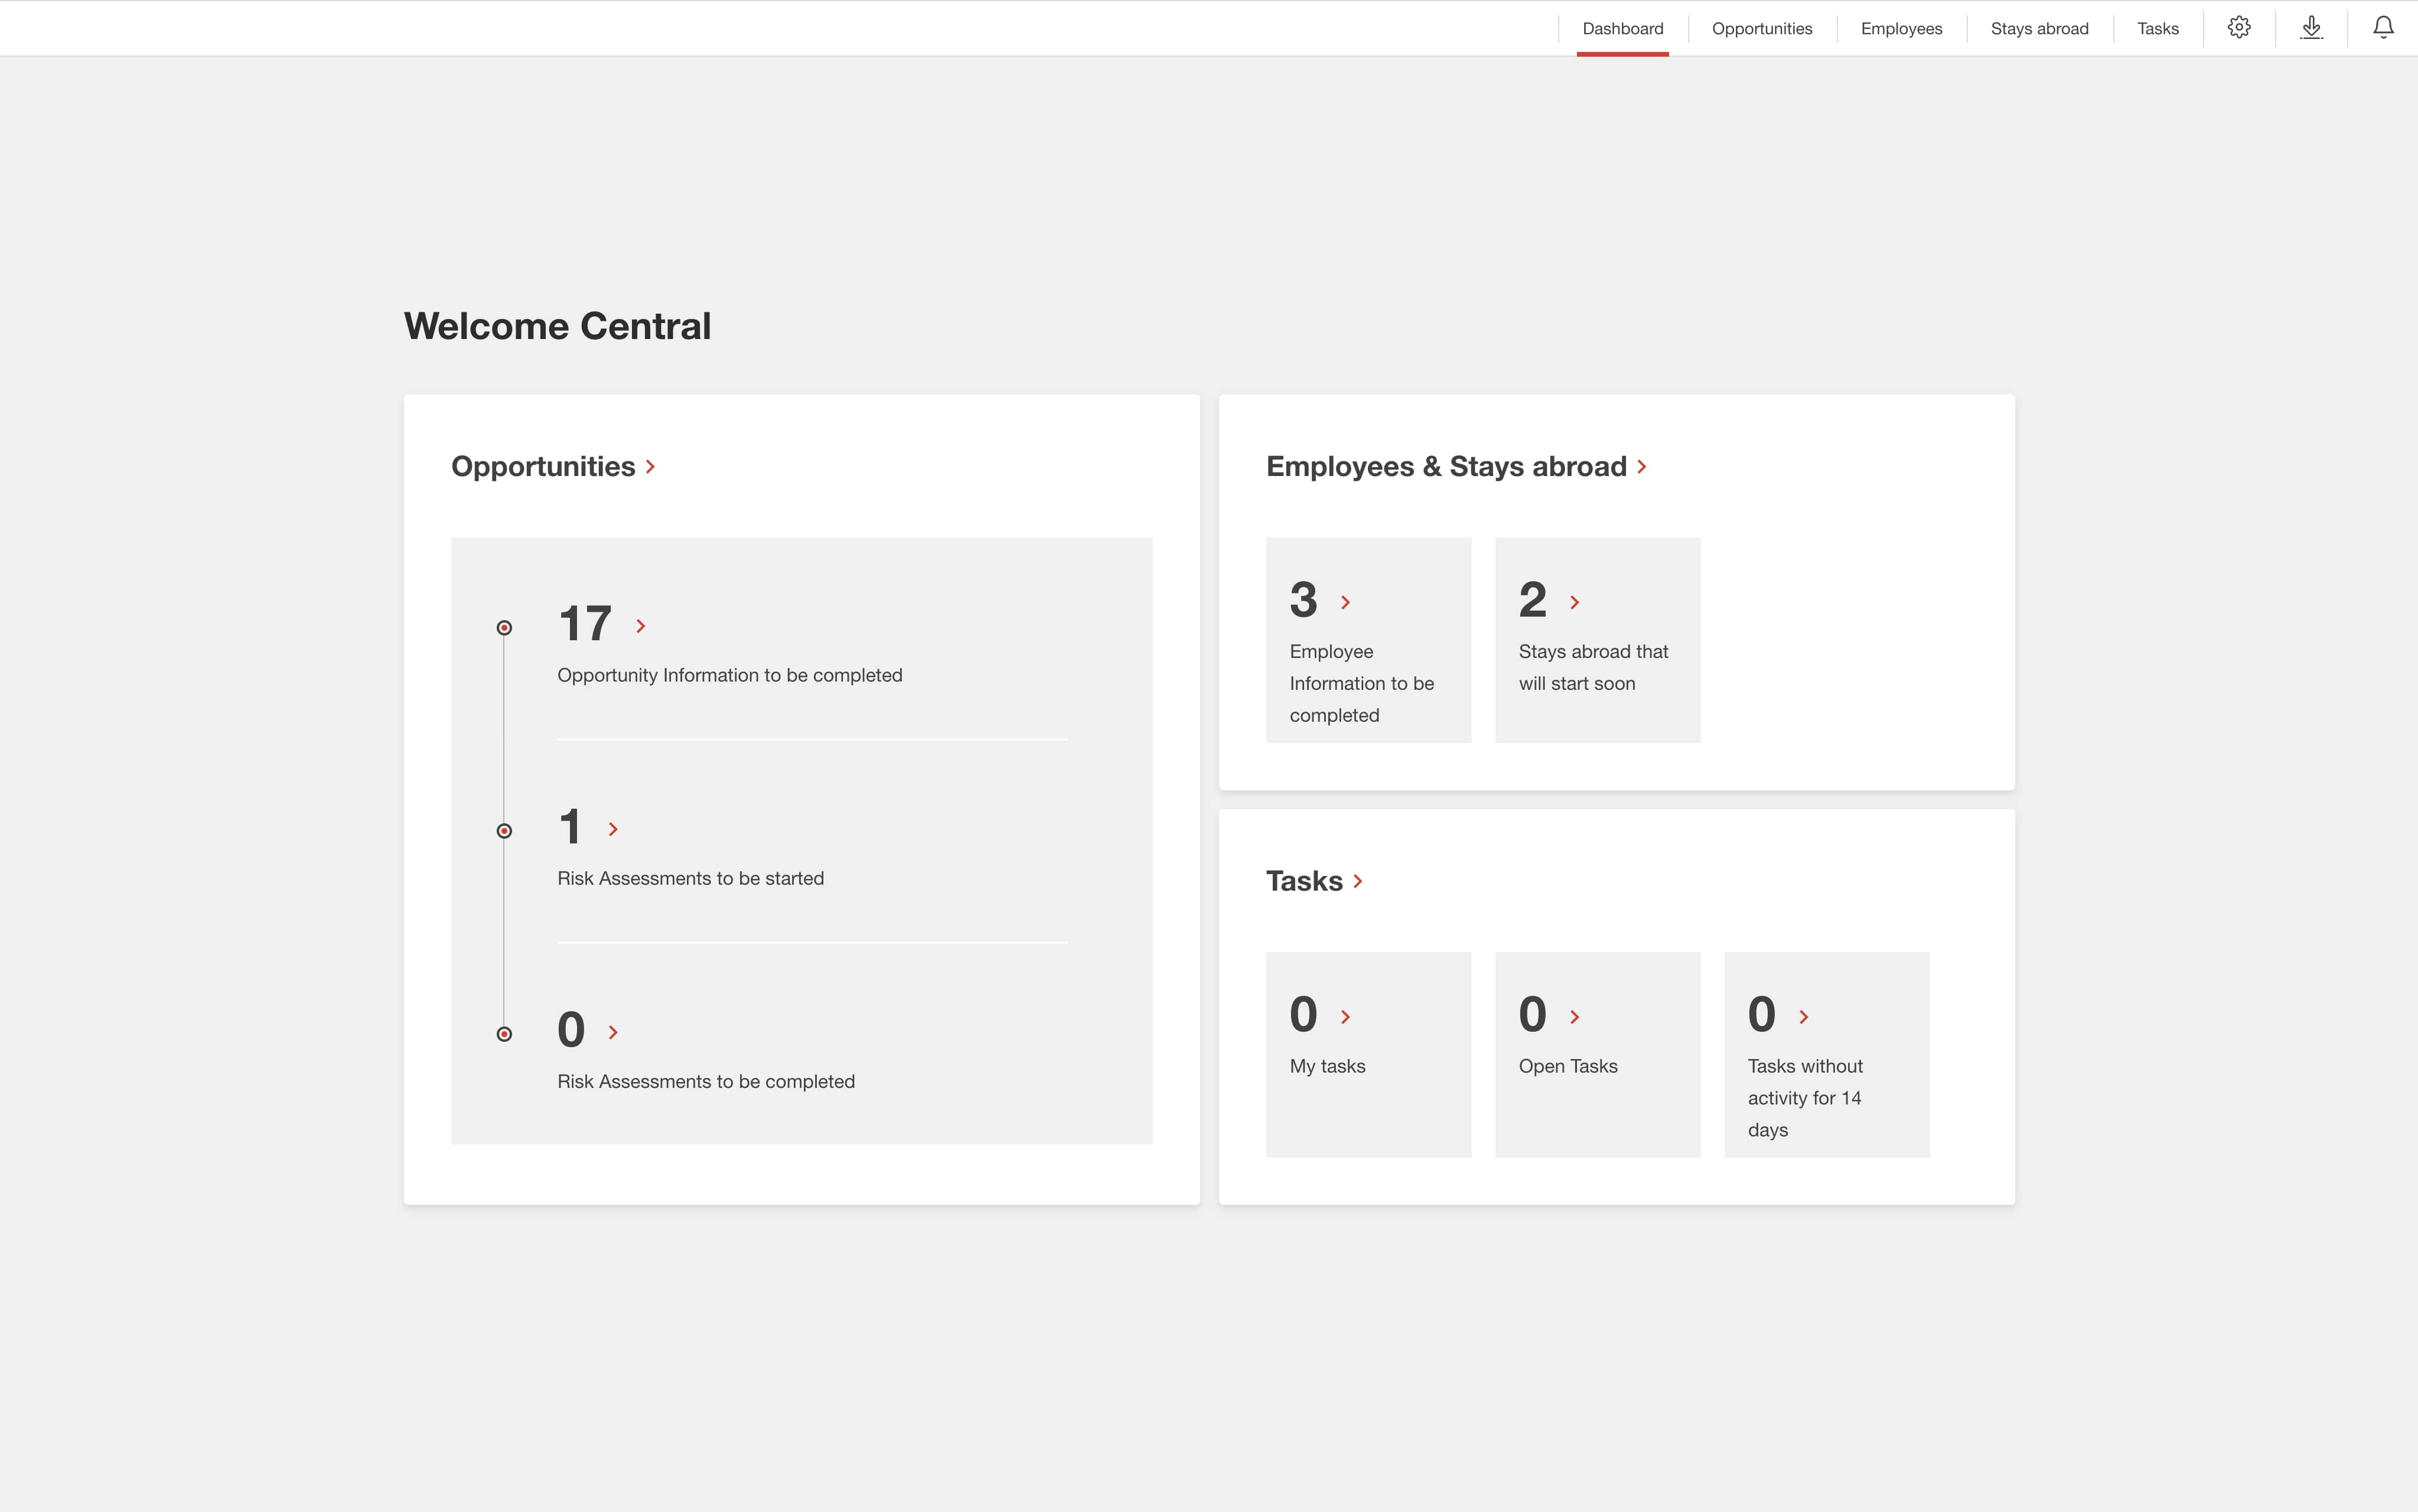 Dashboard
Opportunities
Employees
Stays abroad
Tasks
Welcome Central
Opportunities
17
Opportunity Information to be completed
1
Risk Assessments to be started
0
Risk Assessments to be completed
Employees & Stays abroad
3
Employee
Information to be
completed
2
Stays abroad that
will start soon
Tasks
0
My tasks
0
Open Tasks
0
Tasks without
activity for 14
days